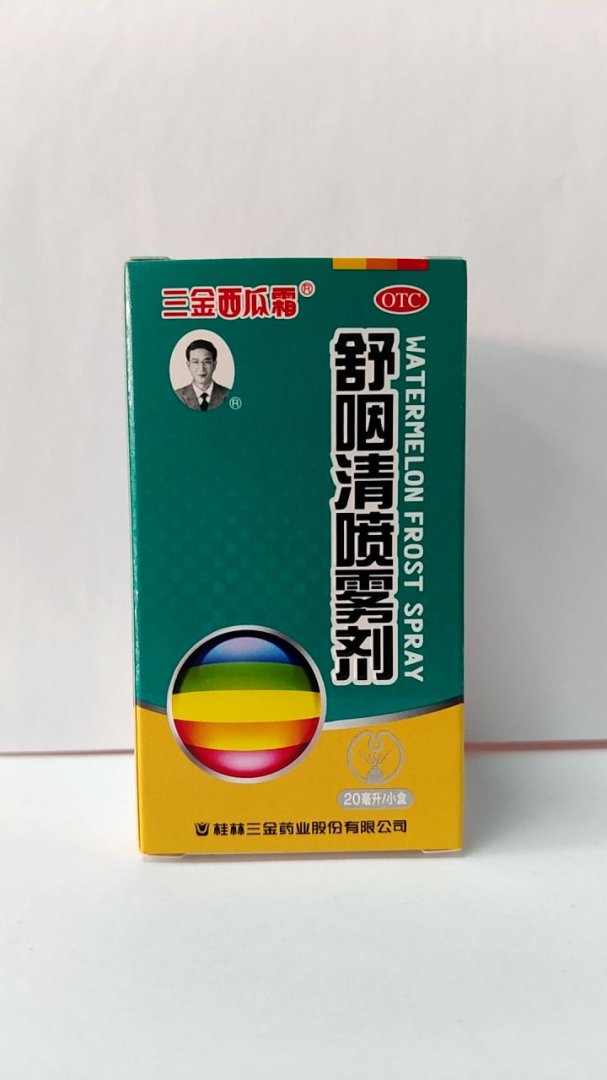 三金西瓜霜®
OTC
®
舒咽清喷雾剂
WATERMELON FROST SPRAY
20毫升/小盒
桂林三金药业股份有限公司